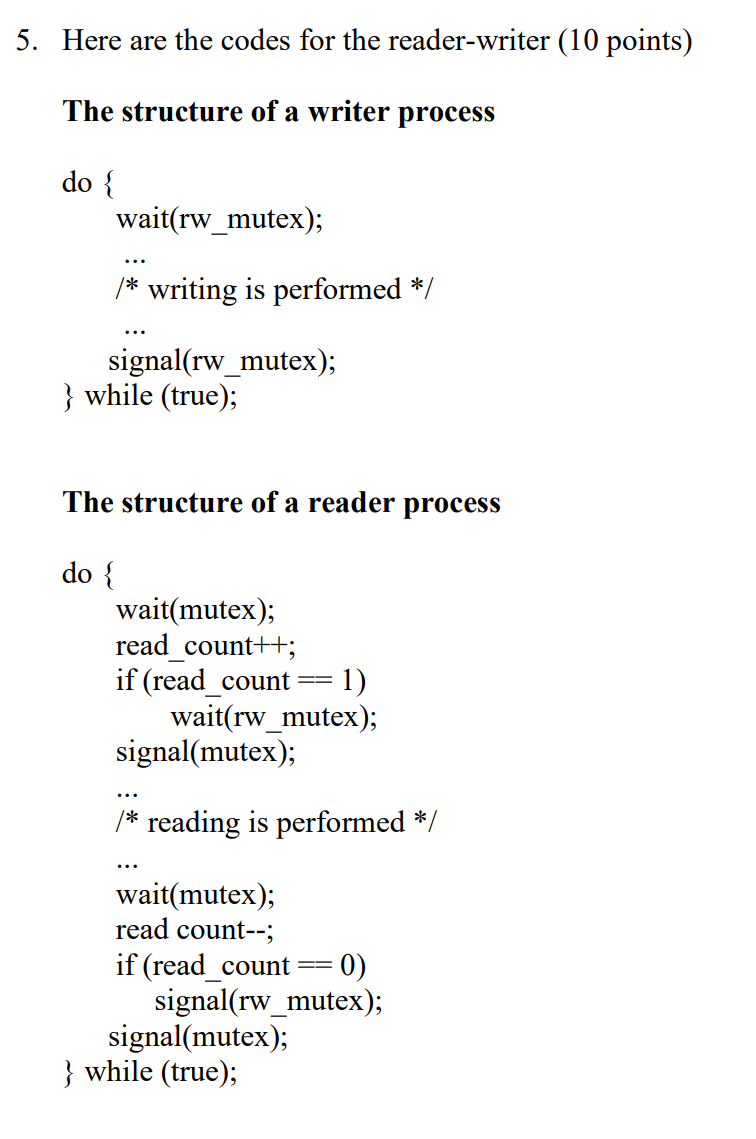 5. Here are the codes for the reader-writer (10 points)
The structure of a writer process
do {
wait(rw_mutex);
...
/* writing is performed */
...
signal(rw_mutex);
} while (true);
The structure of a reader process
do {
wait(mutex);
read_count++;
if (read_count == 1)
wait(rw_mutex);
signal(mutex);
...
/* reading is performed */
...
wait(mutex);
read count--;
if (read_count == 0)
signal(rw_mutex);
signal(mutex);
} while (true);